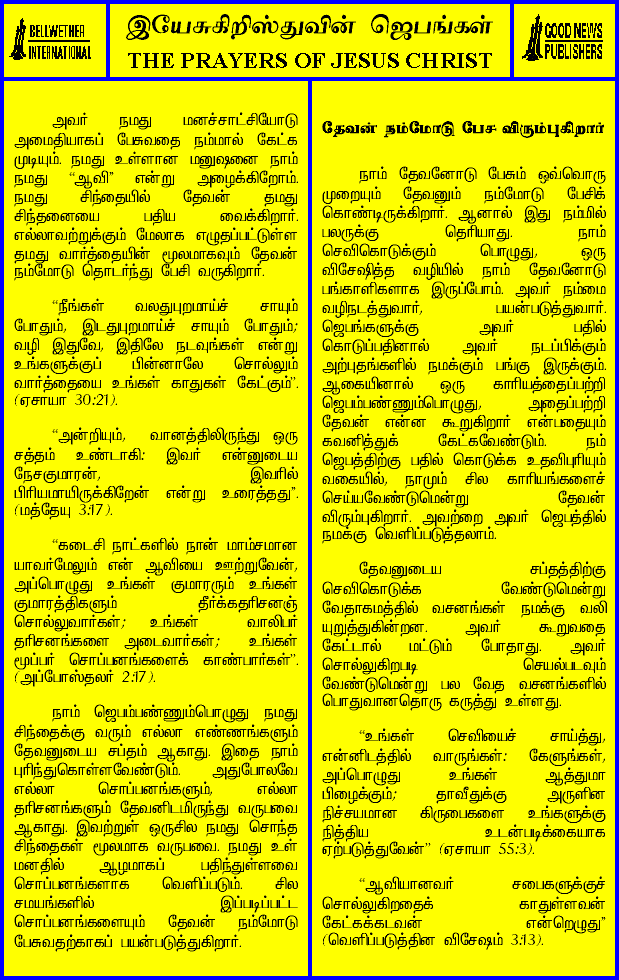 BELLWETHER
INTERNATIONAL
இயேசுகிறிஸ்துவின் ஜெபங்கள்
THE PRAYERS OF JESUS CHRIST
GOOD NEWS
PUBLISHERS
அவர் நமது மனச்சாட்சியோடு
அமைதியாகப் பேசுவதை நம்மால் கேட்க
முடியும். நமது உள்ளான மனுஷனை நாம்
நமது “ஆவி” என்று அழைக்கிறோம்.
நமது சிந்தையில் தேவன் தமது
சிந்தனையை பதிய வைக்கிறார்.
எல்லாவற்றுக்கும் மேலாக எழுதப்பட்டுள்ள
தமது வார்த்தையின் மூலமாகவும் தேவன்
நம்மோடு தொடர்ந்து பேசி வருகிறார்.
“நீங்கள் வலதுபுறமாய்ச் சாயும்
போதும், இடதுபுறமாய்ச் சாயும் போதும்;
வழி இதுவே, இதிலே நடவுங்கள் என்று
உங்களுக்குப் பின்னாலே சொல்லும்
வார்த்தையை உங்கள் காதுகள் கேட்கும்”.
(ஏசாயா 30:21).
“அன்றியும், வானத்திலிருந்து ஒரு
சத்தம் உண்டாகி: இவர் என்னுடைய
நேசகுமாரன், இவரில்
பிரியமாயிருக்கிறேன் என்று உரைத்தது”.
(மத்தேயு 3:17).
“கடைசி நாட்களில் நான் மாம்சமான
யாவர்மேலும் என் ஆவியை ஊற்றுவேன்,
அப்பொழுது உங்கள் குமாரரும் உங்கள்
குமாரத்திகளும் தீர்க்கதரிசனஞ்
சொல்லுவார்கள்; உங்கள் வாலிபர்
தரிசனங்களை அடைவார்கள்; உங்கள்
மூப்பர் சொப்பனங்களைக் காண்பார்கள்”.
(அப்போஸ்தலர் 2:17).
நாம் ஜெபம்பண்ணும்பொழுது நமது
சிந்தைக்கு வரும் எல்லா எண்ணங்களும்
தேவனுடைய சப்தம் ஆகாது. இதை நாம்
புரிந்துகொள்ளவேண்டும். அதுபோலவே
எல்லா சொப்பனங்களும், எல்லா
தரிசனங்களும் தேவனிடமிருந்து வருபவை
ஆகாது. இவற்றுள் ஒருசில நமது சொந்த
சிந்தைகள் மூலமாக வருபவை. நமது உள்
மனதில் ஆழமாகப் பதிந்துள்ளவை
சொப்பனங்களாக வெளிப்படும். சில
சமயங்களில் இப்படிப்பட்ட
சொப்பனங்களையும் தேவன் நம்மோடு
பேசுவதற்காகப் பயன்படுத்துகிறார்.
தேவன் நம்மோடு பேச விரும்புகிறார்
நாம் தேவனோடு பேசும் ஒவ்வொரு
முறையும் தேவனும் நம்மோடு பேசிக்
கொண்டிருக்கிறார். ஆனால் இது நம்மில்
பலருக்கு தெரியாது. நாம்
செவிகொடுக்கும் பொழுது, ஒரு
விசேஷித்த வழியில் நாம் தேவனோடு
பங்காளிகளாக இருப்போம். அவர் நம்மை
வழிநடத்துவார், பயன்படுத்துவார்.
ஜெபங்களுக்கு அவர் பதில்
கொடுப்பதினால் அவர் நடப்பிக்கும்
அற்புதங்களில் நமக்கும் பங்கு இருக்கும்.
ஆகையினால் ஒரு காரியத்தைப்பற்றி
ஜெபம்பண்ணும்பொழுது, அதைப்பற்றி
தேவன் என்ன கூறுகிறார் என்பதையும்
கவனித்துக் கேட்கவேண்டும். நம்
ஜெபத்திற்கு பதில் கொடுக்க உதவிபுரியும்
வகையில், நாமும் சில காரியங்களைச்
செய்யவேண்டுமென்று தேவன்
விரும்புகிறார். அவற்றை அவர் ஜெபத்தில்
நமக்கு வெளிப்படுத்தலாம்.
தேவனுடைய சப்தத்திற்கு
செவிகொடுக்க வேண்டுமென்று
வேதாகமத்தில் வசனங்கள் நமக்கு வலி
யுறுத்துகின்றன. அவர் கூறுவதை
கேட்டால் மட்டும் போதாது. அவர்
சொல்லுகிறபடி செயல்படவும்
வேண்டுமென்று பல வேத வசனங்களில்
பொதுவானதொரு கருத்து உள்ளது.
“உங்கள் செவியைச் சாய்த்து,
என்னிடத்தில் வாருங்கள்: கேளுங்கள்,
அப்பொழுது உங்கள் ஆத்துமா
பிழைக்கும்; தாவீதுக்கு அருளின
நிச்சயமான கிருபைகளை உங்களுக்கு
நித்திய உடன்படிக்கையாக
ஏற்படுத்துவேன்” (ஏசாயா 55:3).
“ஆவியானவர் சபைகளுக்குச்
சொல்லுகிறதைக் காதுள்ளவன்
கேட்கக்கடவன் என்றெழுது”
(வெளிப்படுத்தின விசேஷம் 3:13).